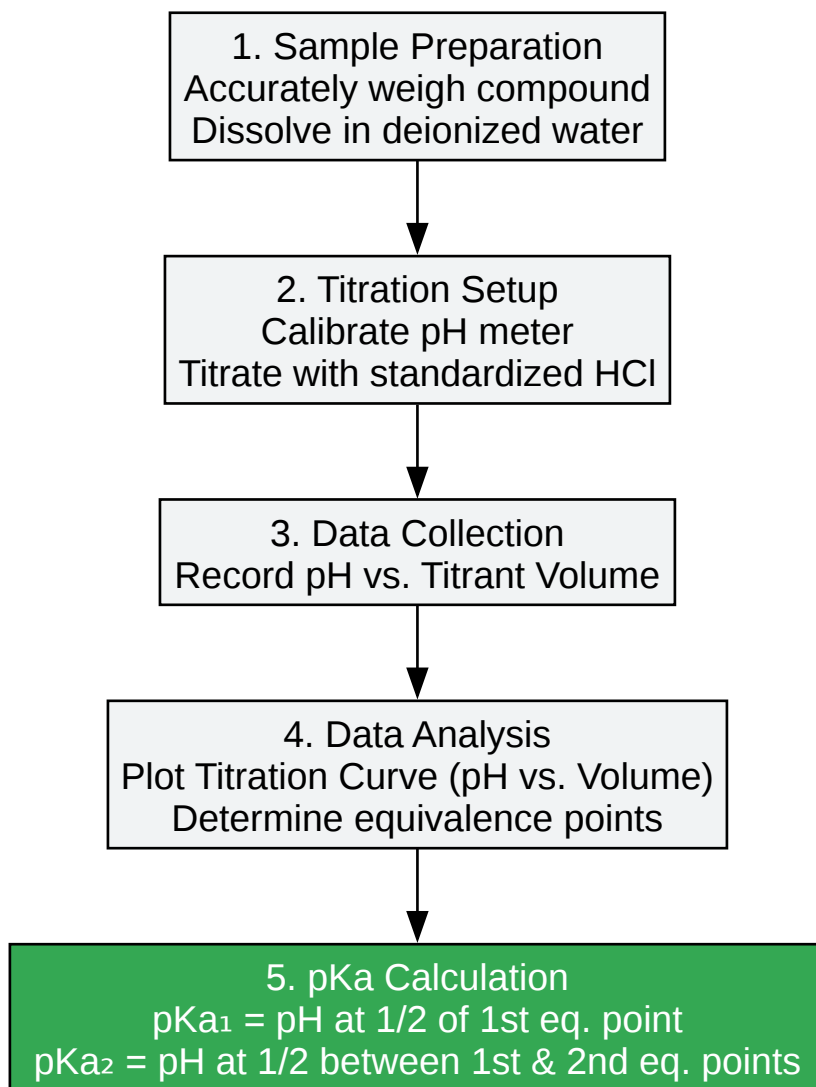 1. Sample Preparation
Accurately weigh compound
Dissolve in deionized water
2. Titration Setup
Calibrate pH meter
Titrate with standardized HCl
3. Data Collection
Record pH vs. Titrant Volume
4. Data Analysis
Plot Titration Curve (pH vs. Volume)
Determine equivalence points
5. pKa Calculation
pKa₁ = pH at 1/2 of 1st eq. point
pKa₂ = pH at 1/2 between 1st & 2nd eq. points